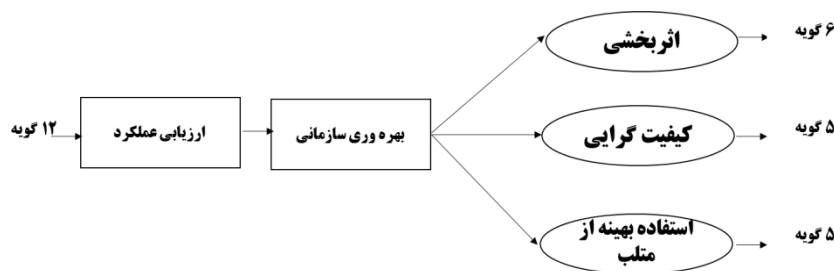 اثربخشی
۶ گویه
۱۲ گویه
ارزیابی عملکرد
بهره وری سازمانی
کیفیت گرایی
۵ گویه
استفاده بهینه از
متلب
۵ گویه